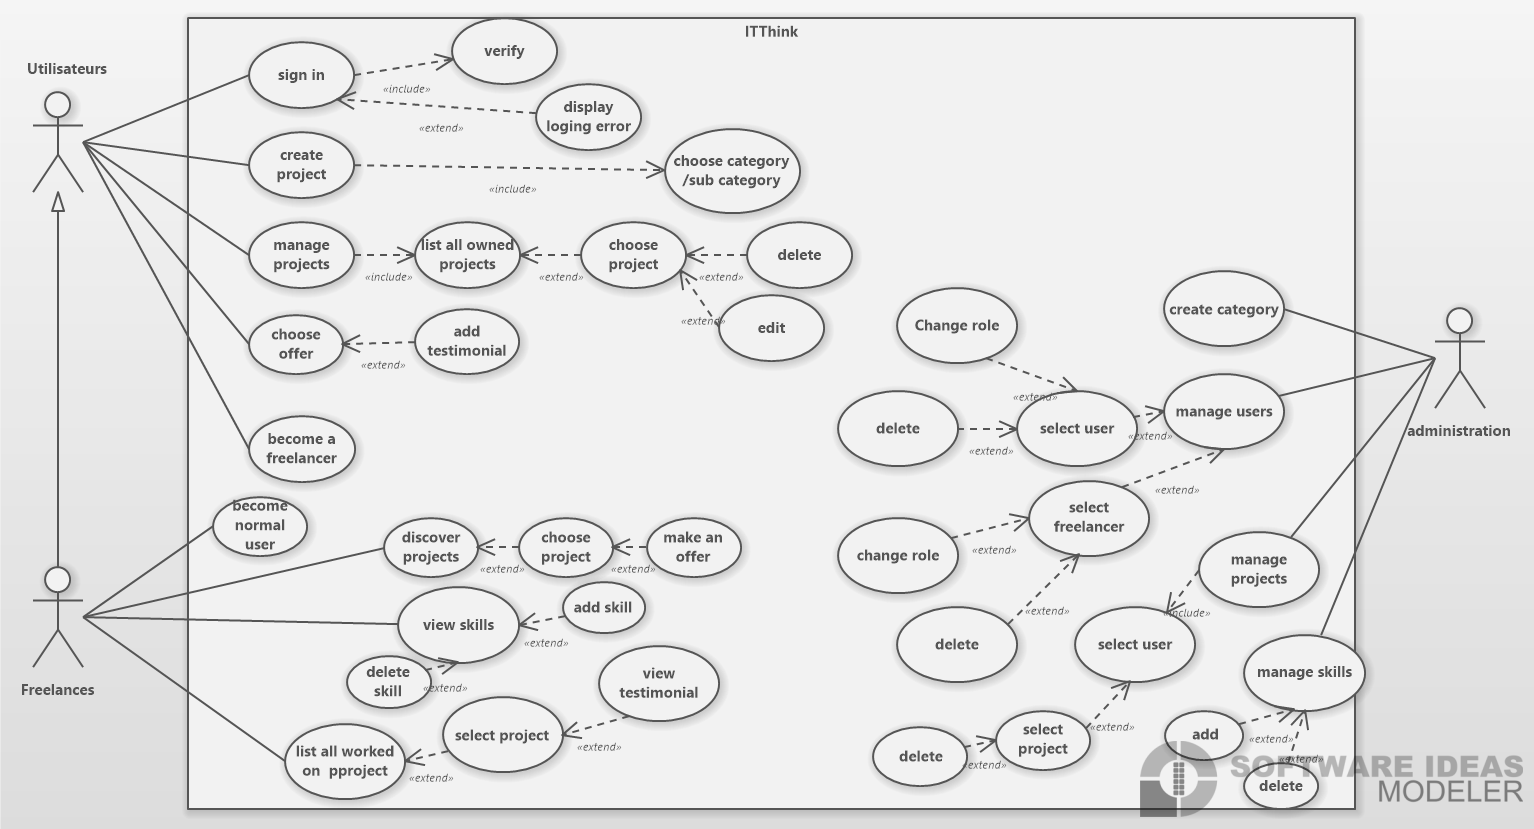 ITThink
Utilisateurs
sign in
«include»
verify
display
loging error
«extend»
create
project
«include»
choose category
/sub category
manage
projects
«include»
list all owned
projects
«extend»
choose
project
«extend»
delete
«extend»
edit
choose
offer
«extend»
add
testimonial
become a
freelancer
Change role
«extend»
create category
delete
«extend»
select user
«extend»
manage users
administration
select
freelancer
«extend»
change role
«extend»
delete
«extend»
manage
projects
«include»
select user
manage skills
become
normal
user
discover
projects
«extend»
choose
project
«extend»
make an
offer
Freelances
view skills
«extend»
add skill
delete
skill
«extend»
view
testimonial
«extend»
select project
«extend»
list all worked
on  pproject
delete
«extend»
select
project
«extend»
add
«extend»
delete
«extend»
SOFTWARE IDEAS
MODELER